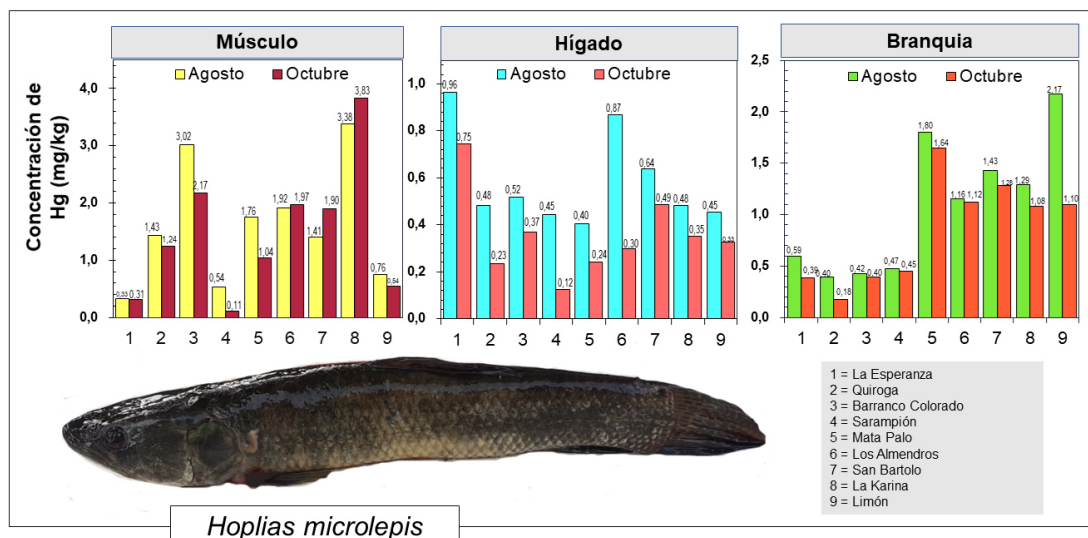 Músculo
Hígado
Branquia
Concentración de
Hg (mg/kg)
Agosto Octubre
4,0
3,0
2,0
1,0
0,0
0,33 0,31
1,43 1,24
3,02 2,17
0,54 0,11
1,76 1,04
1,92 1,97
1,41 1,90
3,38 3,83
0,76 0,54
1 2 3 4 5 6 7 8 9
Agosto Octubre
1,0
0,8
0,6
0,4
0,2
0,0
0,96 0,75
0,48 0,23
0,52 0,37
0,45 0,12
0,40 0,24
0,87 0,30
0,64 0,49
0,48 0,35
0,45
1 2 3 4 5 6 7 8 9
Agosto Octubre
2,5
2,0
1,5
1,0
0,5
0,0
0,59 0,39
0,40 0,18
0,42 0,40
0,47 0,45
1,80 1,64
1,16 1,12
1,43 1,28
1,29 1,08
2,17 1,10
1 2 3 4 5 6 7 8 9
1 = La Esperanza
2 = Quiroga
3 = Barranco Colorado
4 = Sarampión
5 = Mata Palo
6 = Los Almendros
7 = San Bartolo
8 = La Karina
9 = Limón
Hoplias microlepis